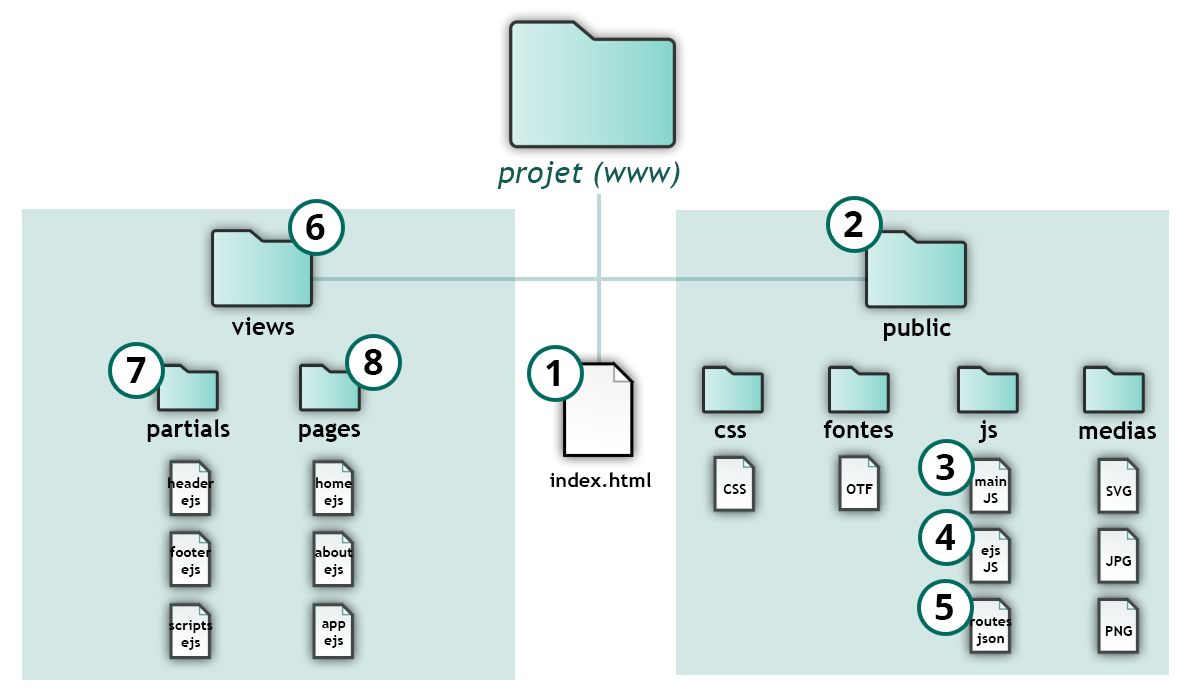 projet (www)
6
2
views
public
7
8
1
partials
pages
css
fontes
js
medias
index.html
header
ejs
home
ejs
CSS
OTF
3
main
JS
SVG
footer
ejs
about
ejs
4
ejs
JS
JPG
scripts
ejs
app
ejs
5
routes
json
PNG